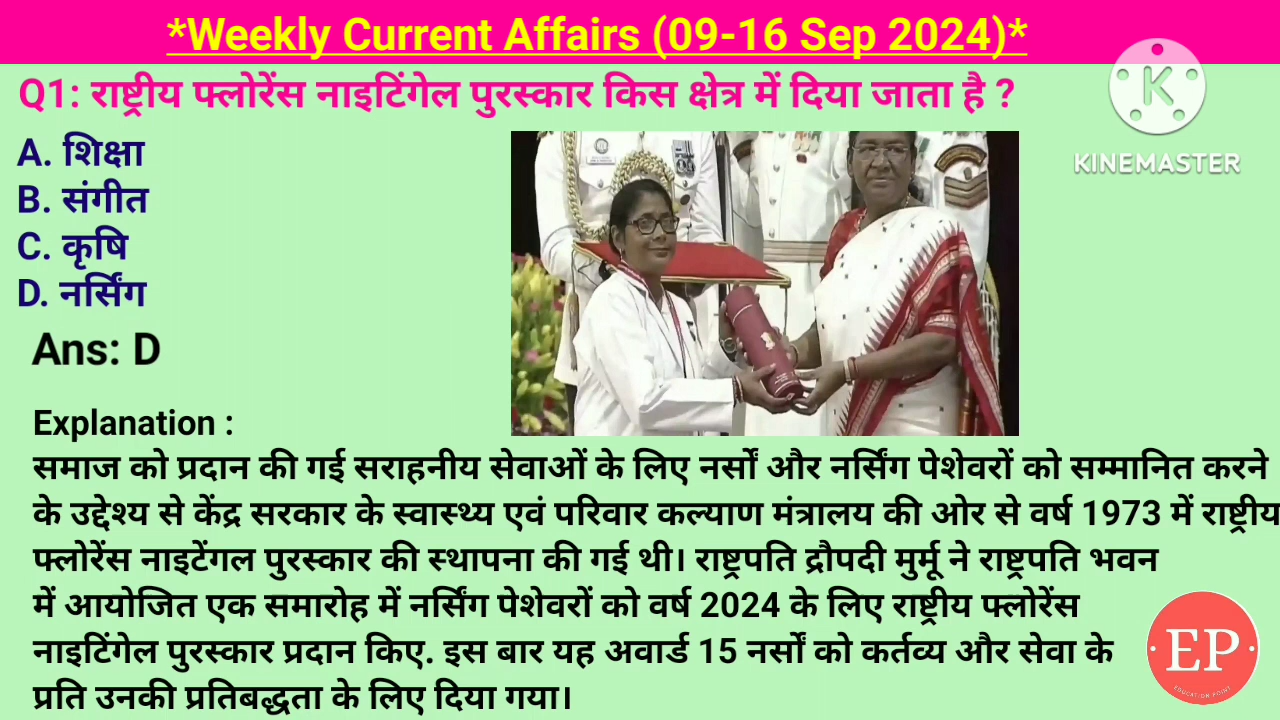 *Weekly Current Affairs (09-16 Sep 2024)*
Q1: राष्ट्रीय फ्लोरेंस नाइटिंगेल पुरस्कार किस क्षेत्र में दिया जाता है ?
K
KINEMASTER
A. शिक्षा
B. संगीत
C. कृषि
D. नर्सिंग
Ans: D
Explanation :
समाज को प्रदान की गई सराहनीय सेवाओं के लिए नर्सों और नर्सिंग पेशेवरों को सम्मानित करने
के उद्देश्य से केंद्र सरकार के स्वास्थ्य एवं परिवार कल्याण मंत्रालय की ओर से वर्ष 1973 में राष्ट्रीय
फ्लोरेंस नाइटेंगल पुरस्कार की स्थापना की गई थी। राष्ट्रपति द्रौपदी मुर्मू ने राष्ट्रपति भवन
में आयोजित एक समारोह में नर्सिंग पेशेवरों को वर्ष 2024 के लिए राष्ट्रीय फ्लोरेंस
नाइटिंगेल पुरस्कार प्रदान किए. इस बार यह अवार्ड 15 नर्सों को कर्तव्य और सेवा के
प्रति उनकी प्रतिबद्धता के लिए दिया गया।
EP
EDUCATION POINT